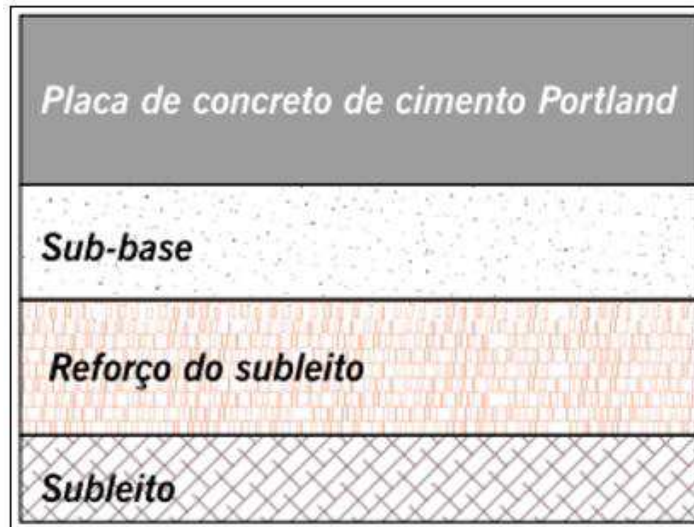 Placa de concreto de cimento Portland
Sub-base
Reforço do subleito
Subleito